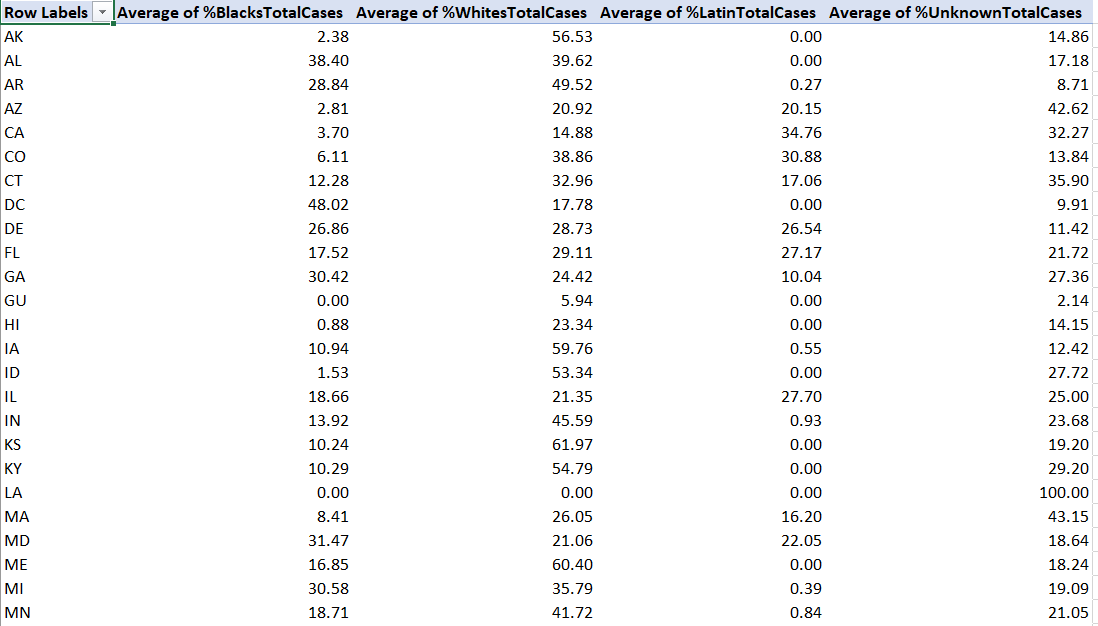 Row Labels Average of %BlacksTotalCases Average of %WhitesTotalCases Average of %LatinTotalCases Average of %UnknownTotalCases
AK 2.38 56.53 0.00 14.86
AL 38.40 39.62 0.00 17.18
AR 28.84 49.52 0.27 8.71
AZ 2.81 20.92 20.15 42.62
CA 3.70 14.88 34.76 32.27
CO 6.11 38.86 30.88 13.84
CT 12.28 32.96 17.06 35.90
DC 48.02 17.78 0.00 9.91
DE 26.86 28.73 26.54 11.42
FL 17.52 29.11 27.17 21.72
GA 30.42 24.42 10.04 27.36
GU 0.00 5.94 0.00 2.14
HI 0.88 23.34 0.00 14.15
IA 10.94 59.76 0.55 12.42
ID 1.53 53.34 0.00 27.72
IL 18.66 21.35 27.70 25.00
IN 13.92 45.59 0.93 23.68
KS 10.24 61.97 0.00 19.20
KY 10.29 54.79 0.00 29.20
LA 0.00 0.00 0.00 100.00
MA 8.41 26.05 16.20 43.15
MD 31.47 21.06 22.05 18.64
ME 16.85 60.40 0.00 18.24
MI 30.58 35.79 0.39 19.09
MN 18.71 41.72 0.84 21.05